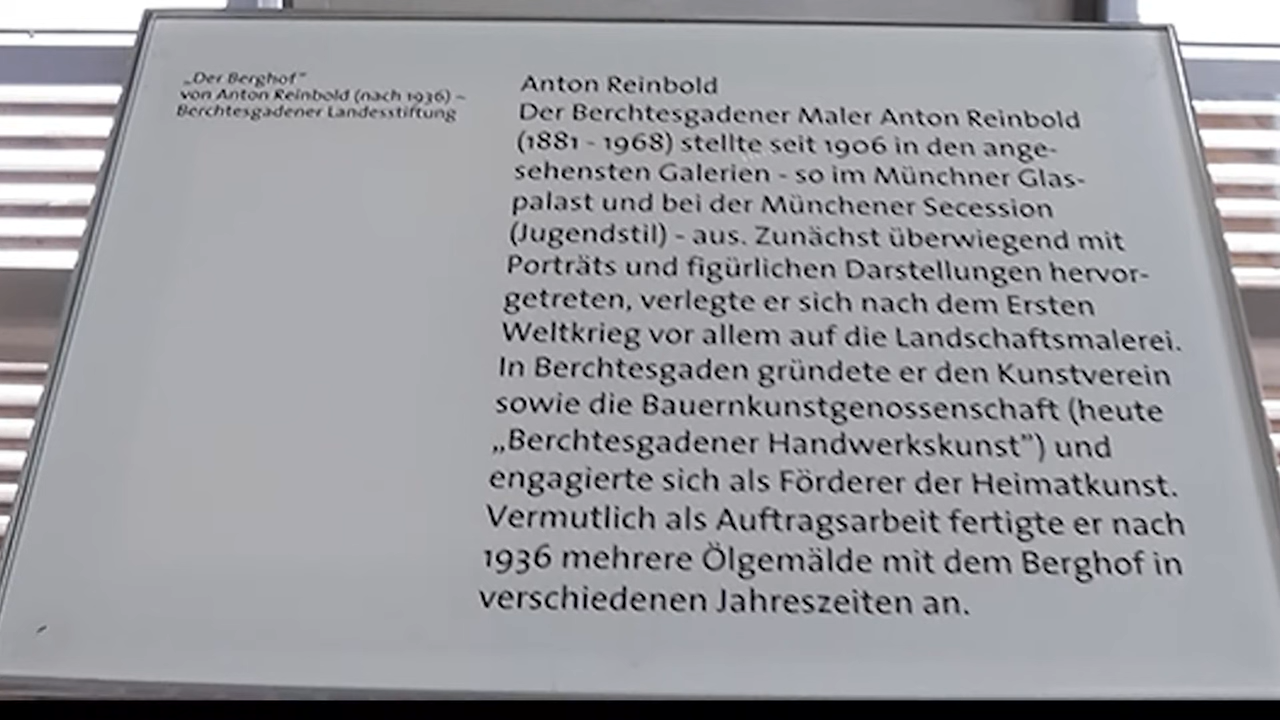 „Der Berghof"
von Anton Reinbold (nach 1936) –
Berchtesgadener Landesstiftung
Anton Reinbold
Der Berchtesgadener Maler Anton Reinbold
(1881 - 1968) stellte seit 1906 in den ange-
sehensten Galerien - so im Münchner Glas-
palast und bei der Münchener Secession
(Jugendstil) - aus. Zunächst überwiegend mit
Porträts und figürlichen Darstellungen hervor-
getreten, verlegte er sich nach dem Ersten
Weltkrieg vor allem auf die Landschaftsmalerei.
In Berchtesgaden gründete er den Kunstverein
sowie die Bauernkunstgenossenschaft (heute
„Berchtesgadener Handwerkskunst") und
engagierte sich als Förderer der Heimatkunst.
Vermutlich als Auftragsarbeit fertigte er nach
1936 mehrere Ölgemälde mit dem Berghof in
verschiedenen Jahreszeiten an.